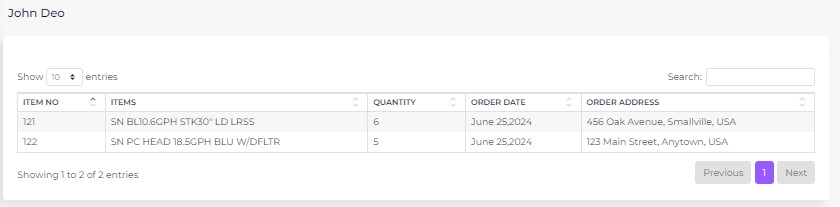 John Deo
Show 10 entries Search:
ITEM NO ITEMS QUANTITY ORDER DATE ORDER ADDRESS
121 SN BL10.6GPH STK30" LD LRSS 6 June 25,2024 456 Oak Avenue, Smallville, USA
122 SN PC HEAD 18.5GPH BLU W/DFLTR 5 June 25,2024 123 Main Street, Anytown, USA
Showing 1 to 2 of 2 entries Previous 1 Next